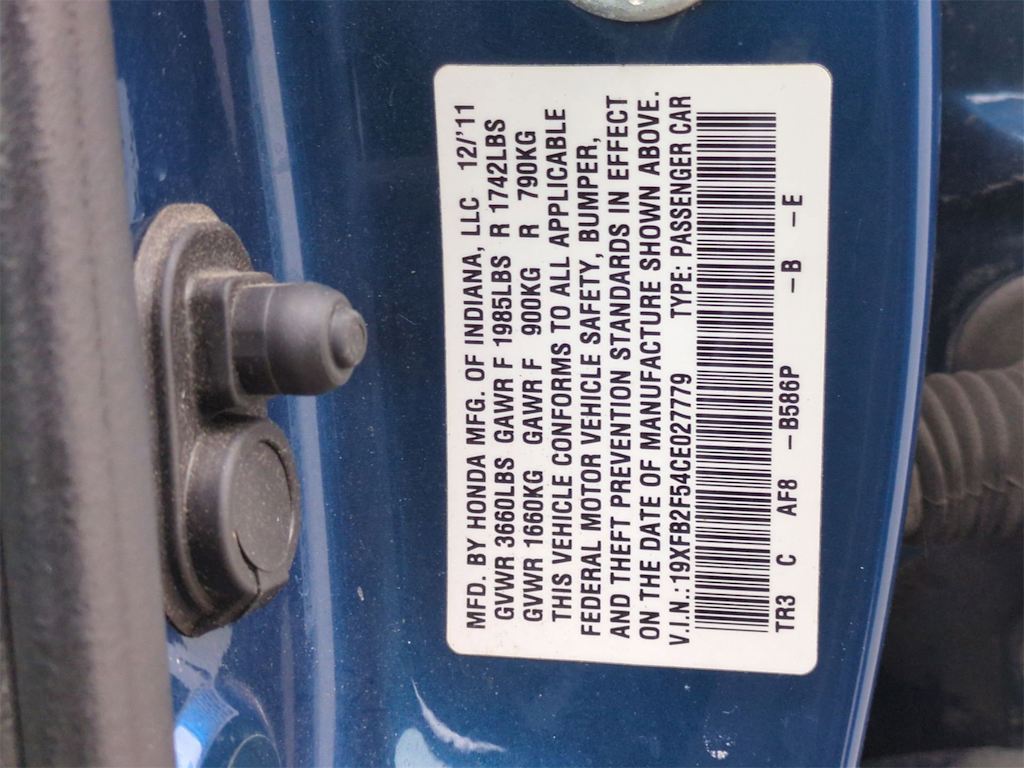 MFD. BY HONDA MFG. OF INDIANA, LLC 12/'11
GVWR 3660LBS GAWR F 1985LBS R 1742LBS
GVWR 1660KG GAWR F 900KG R 790KG
THIS VEHICLE CONFORMS TO ALL APPLICABLE
FEDERAL MOTOR VEHICLE SAFETY, BUMPER,
AND THEFT PREVENTION STANDARDS IN EFFECT
ON THE DATE OF MANUFACTURE SHOWN ABOVE.
V.I.N.:19XFB2F54CE027779 TYPE: PASSENGER CAR
TR3 C AF8 -B586P -B -E